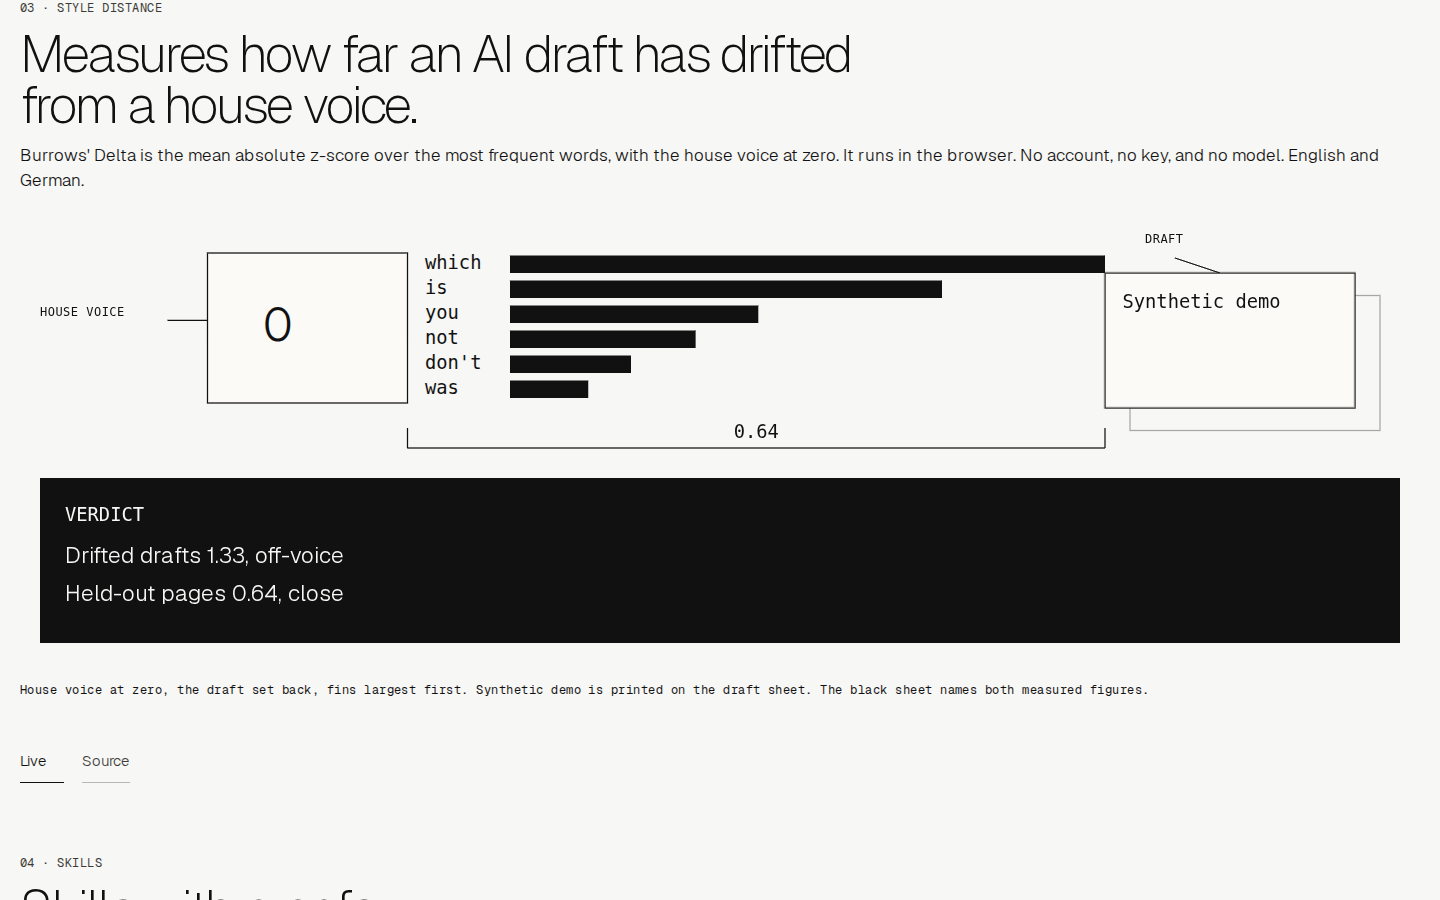 03 · STYLE DISTANCE
Measures how far an AI draft has drifted
from a house voice.
Burrows' Delta is the mean absolute z-score over the most frequent words, with the house voice at zero. It runs in the browser. No account, no key, and no model. English and
German.
DRAFT
HOUSE VOICE
0
which
is
you
not
don't
was
Synthetic demo
0.64
VERDICT
Drifted drafts 1.33, off-voice
Held-out pages 0.64, close
House voice at zero, the draft set back, fins largest first. Synthetic demo is printed on the draft sheet. The black sheet names both measured figures.
Live
Source
04 · SKILLS
Skills with proofs